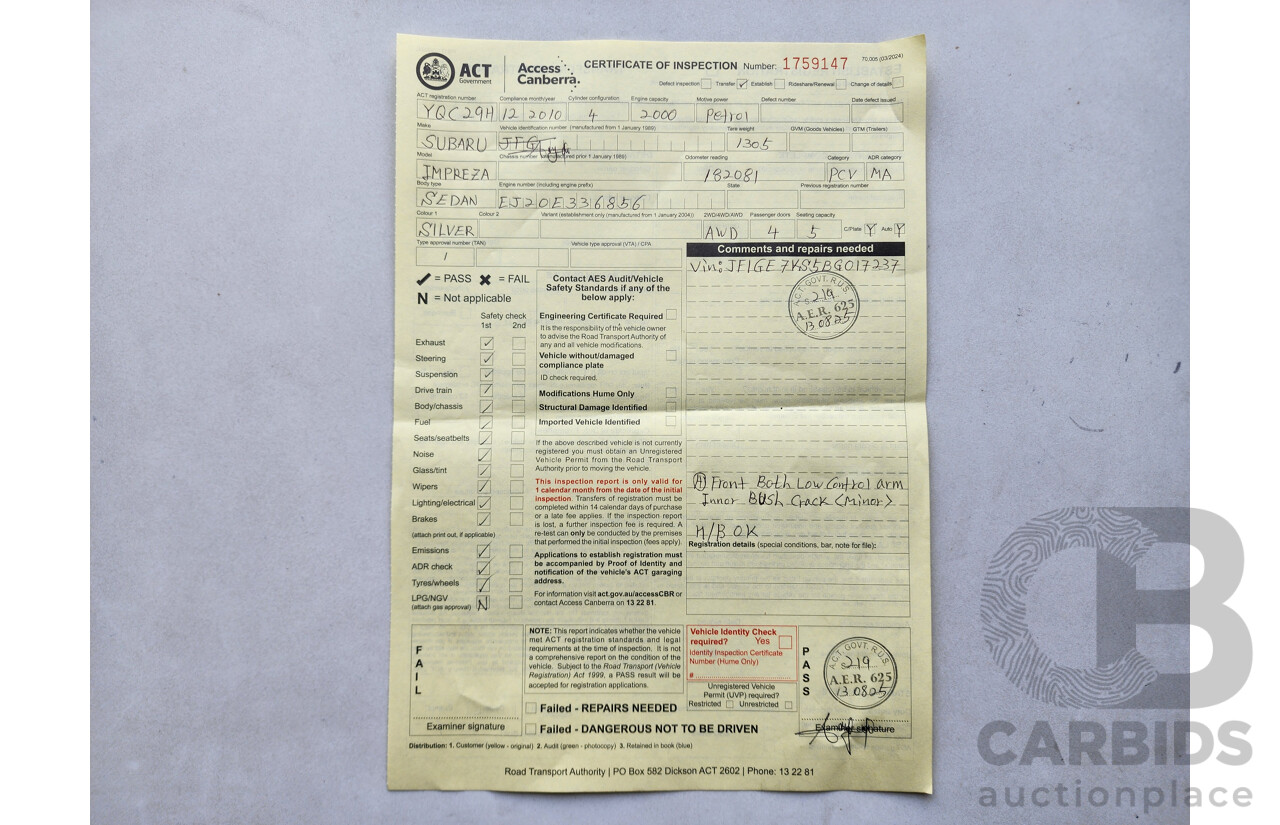 ACT Government
Access Canberra.
CERTIFICATE OF INSPECTION Number: 1759147
70.005 (03/2024)
Defect inspection Transfer ✓ Establish Rideshare/Renewal Change of details
ACT registration number Compliance month/year Cylinder configuration Engine capacity Motive power Defect number Date defect issued
YQC29H 12 2010 4 2000 Petrol
Make Vehicle identification number (manufactured from 1 January 1989) Tare weight GVM (Goods Vehicles) GTM (Trailers)
SUBARU JFG 1305
Model Chassis number (manufactured prior 1 January 1989) Odometer reading Category ADR category
IMPREZA 182081 PCV MA
Body type Engine number (including engine prefix) State Previous registration number
SEDAN EJ20E336856
Colour 1 Colour 2 Variant (establishment only (manufactured from 1 January 2004)) 2WD/4WD/AWD Passenger doors Seating capacity
SILVER AWD 4 5 C/Plate Y Auto Y
Type approval number (TAN) Vehicle type approval (VTA) / CPA
/
Comments and repairs needed
Vin: JF1GE7KS5BG017237
A.C.T. GOVT. R.U.S
S 219
A.E.R. 625
13 08 25
✓ = PASS ✖ = FAIL
N = Not applicable
Safety check
1st 2nd
Exhaust ✓
Steering ✓
Suspension ✓
Drive train ✓
Body/chassis ✓
Fuel ✓
Seats/seatbelts ✓
Noise ✓
Glass/tint ✓
Wipers ✓
Lighting/electrical ✓
Brakes ✓
(attach print out, if applicable)
Emissions ✓
ADR check ✓
Tyres/wheels ✓
LPG/NGV N
(attach gas approval)
Contact AES Audit/Vehicle
Safety Standards if any of the
below apply:
Engineering Certificate Required
It is the responsibility of the vehicle owner
to advise the Road Transport Authority of
any and all vehicle modifications.
Vehicle without/damaged
compliance plate
ID check required.
Modifications Hume Only
Structural Damage Identified
Imported Vehicle Identified
If the above described vehicle is not currently
registered you must obtain an Unregistered
Vehicle Permit from the Road Transport
Authority prior to moving the vehicle.
This inspection report is only valid for
1 calendar month from the date of the initial
inspection. Transfers of registration must be
completed within 14 calendar days of purchase
or a late fee applies. If the inspection report
is lost, a further inspection fee is required. A
re-test can only be conducted by the premises
that performed the initial inspection (fees apply).
Applications to establish registration must
be accompanied by Proof of Identity and
notification of the vehicle's ACT garaging
address.
For information visit act.gov.au/accessCBR or
contact Access Canberra on 13 22 81.
(A) Front Both Low Control arm
Innor BUsh Crack (Minor)
H/B OK
Registration details (special conditions, bar, note for file):
FAIL
Examiner signature
NOTE: This report indicates whether the vehicle
met ACT registration standards and legal
requirements at the time of inspection. It is not
a comprehensive report on the condition of the
vehicle. Subject to the Road Transport (Vehicle
Registration) Act 1999, a PASS result will be
accepted for registration applications.
Failed - REPAIRS NEEDED
Failed - DANGEROUS NOT TO BE DRIVEN
Vehicle Identity Check
required? Yes
Identity Inspection Certificate
Number (Hume Only)
#
Unregistered Vehicle
Permit (UVP) required?
Restricted Unrestricted
PASS
A.C.T. GOVT. R.U.S
S 219
A.E.R. 625
13 08 25
Examiner signature
Distribution: 1. Customer (yellow - original) 2. Audit (green - photocopy) 3. Retained in book (blue)
Road Transport Authority | PO Box 582 Dickson ACT 2602 | Phone: 13 22 81
CB
CARBIDS
auctionplace